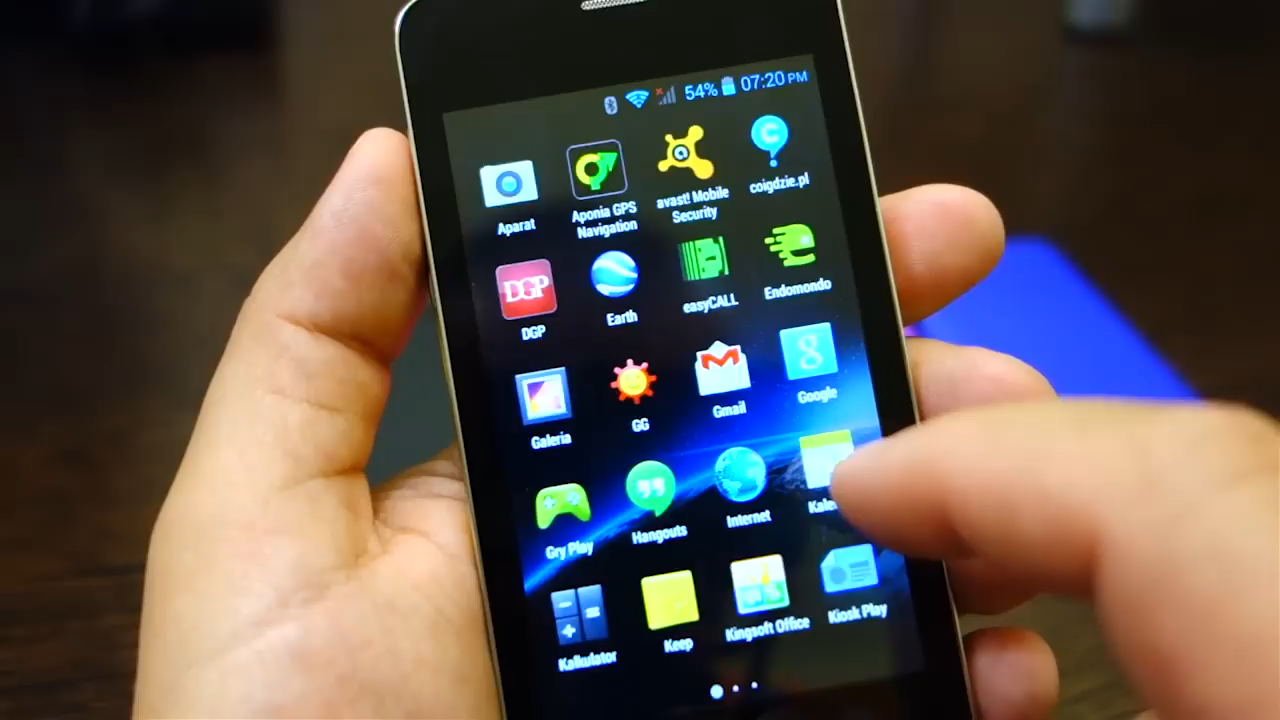 54% 07:20 PM
Aparat
Aponia GPS
Navigation
avast! Mobile
Security
C
coigdzie.pl
DGP
DGP
Earth
easyCALL
Endomondo
Galeria
GG
M
Gmail
8
Google
Gry Play
Hangouts
Internet
Kalkulator
Keep
Kingsoft Office
Kiosk Play